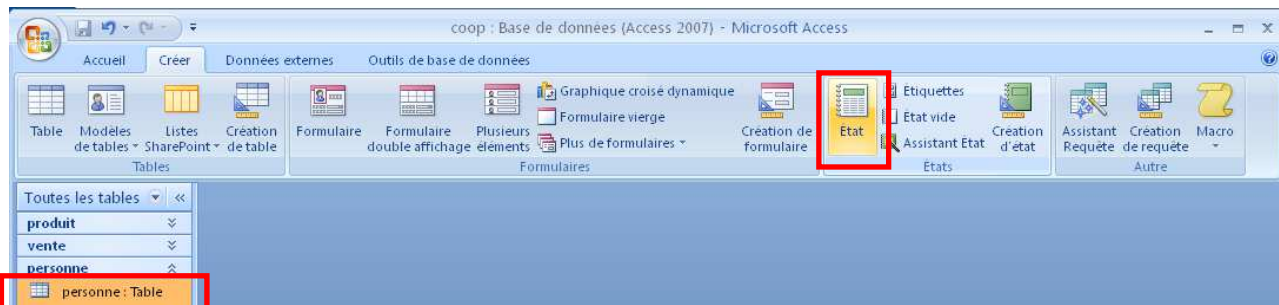 coop : Base de données (Access 2007) - Microsoft Access
Accueil Créer Données externes Outils de base de données
Table
Modèles de tables
Listes SharePoint
Création de table
Tables
Formulaire
Formulaire double affichage
Plusieurs éléments
Graphique croisé dynamique
Formulaire vierge
Plus de formulaires
Création de formulaire
Formulaires
État
Étiquettes
État vide
Assistant État
Création d'état
États
Assistant Requête
Création de requête
Macro
Autre
Toutes les tables
produit
vente
personne
personne : Table